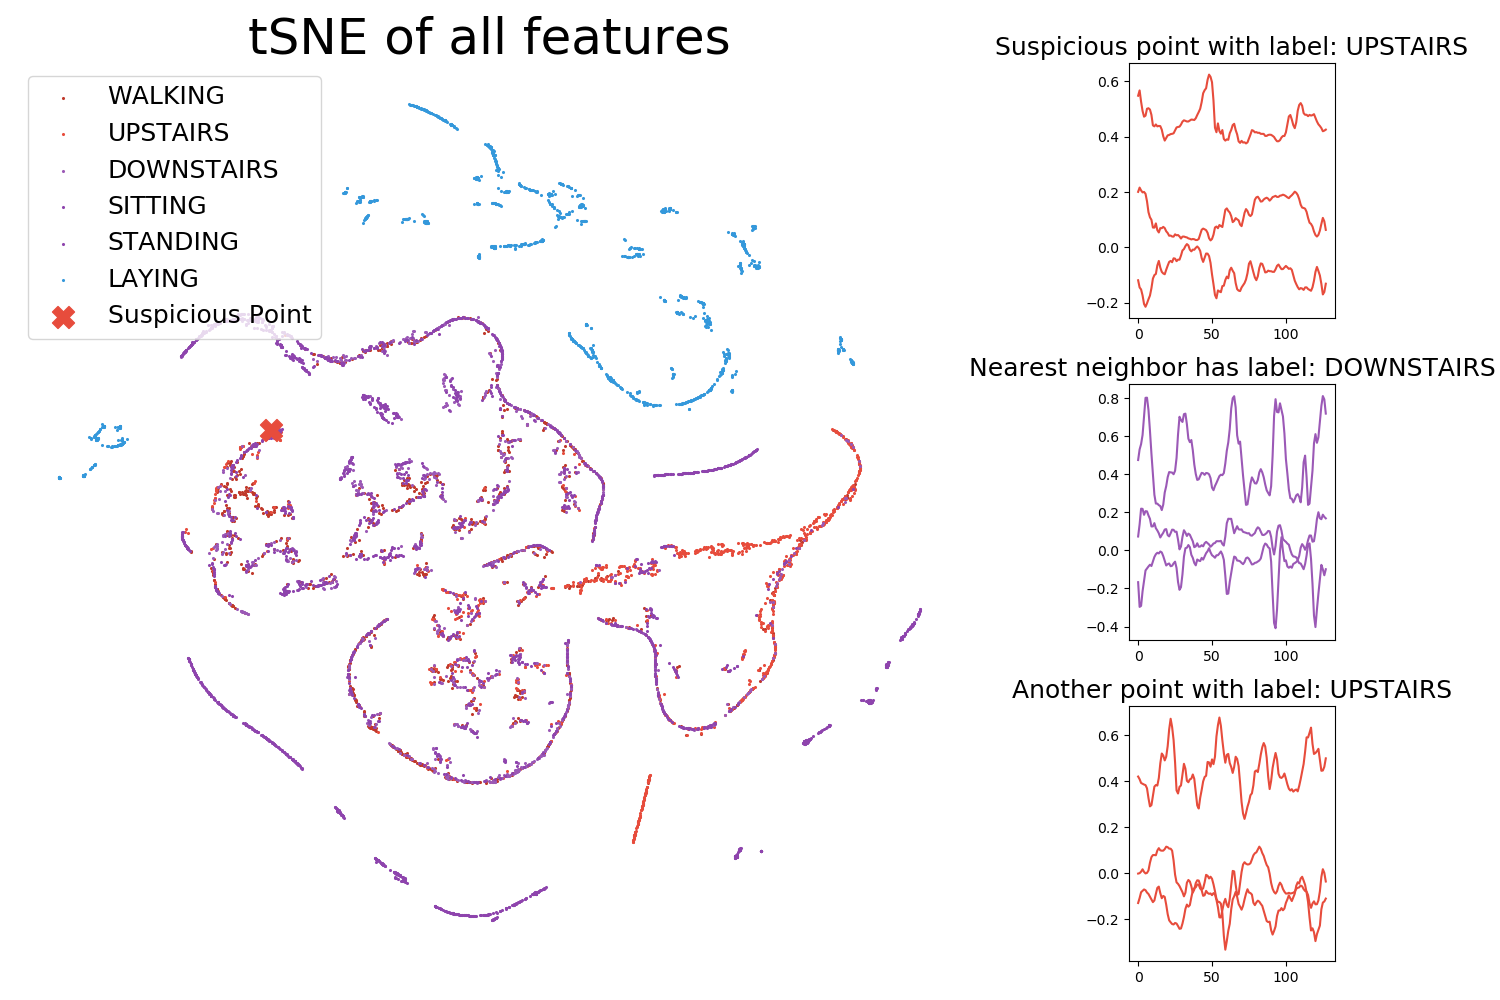 tSNE of all features
WALKING
UPSTAIRS
DOWNSTAIRS
SITTING
STANDING
LAYING
Suspicious Point
Suspicious point with label: UPSTAIRS
0.6
0.4
0.2
0.0
−0.2
0 50 100
Nearest neighbor has label: DOWNSTAIRS
0.8
0.6
0.4
0.2
0.0
−0.2
−0.4
0 50 100
Another point with label: UPSTAIRS
0.6
0.4
0.2
0.0
−0.2
0 50 100